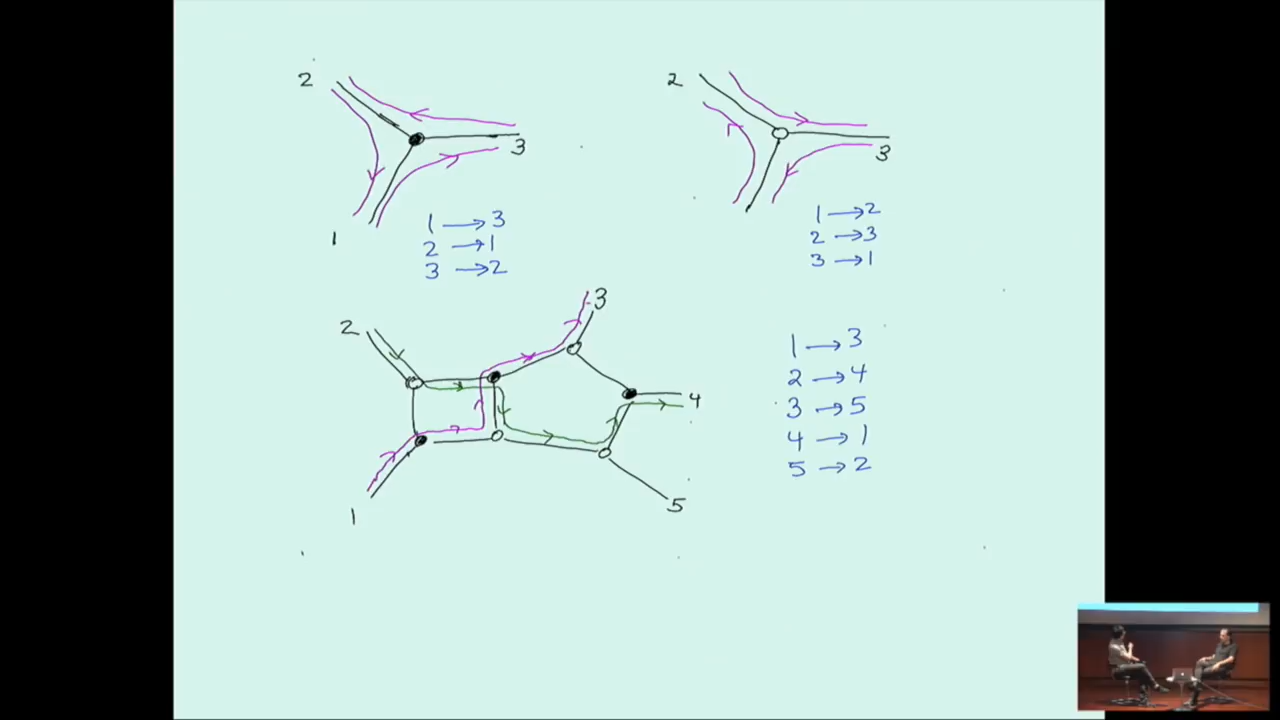 2
3
1
1 → 3
2 → 1
3 → 2
2
3
1 → 2
2 → 3
3 → 1
2
3
4
5
1
1 → 3
2 → 4
3 → 5
4 → 1
5 → 2